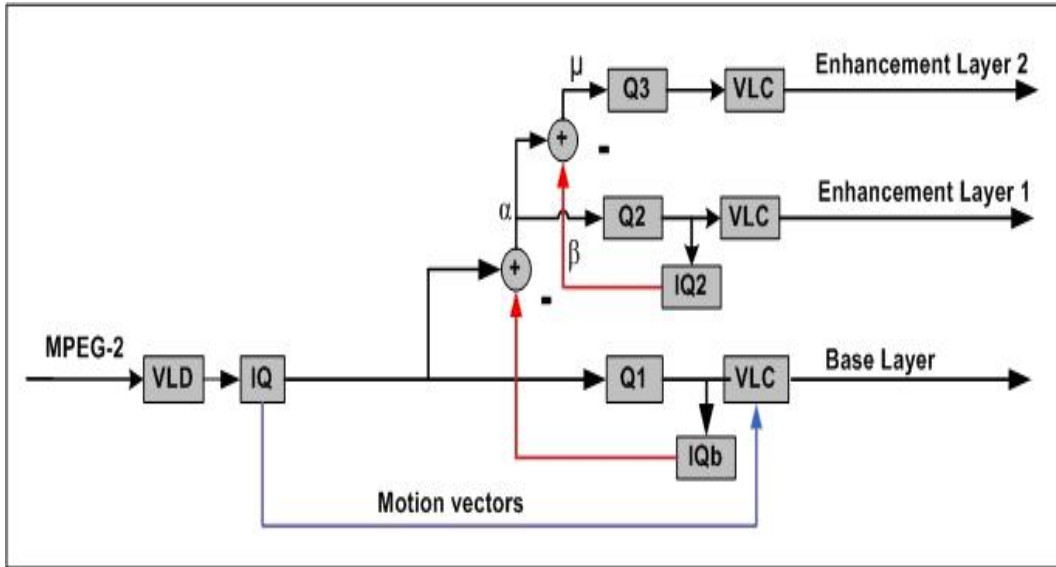 μ
Q3
VLC
Enhancement Layer 2
+
-
α
Q2
VLC
Enhancement Layer 1
+
β
IQ2
-
MPEG-2
VLD
IQ
Q1
VLC
Base Layer
IQb
Motion vectors